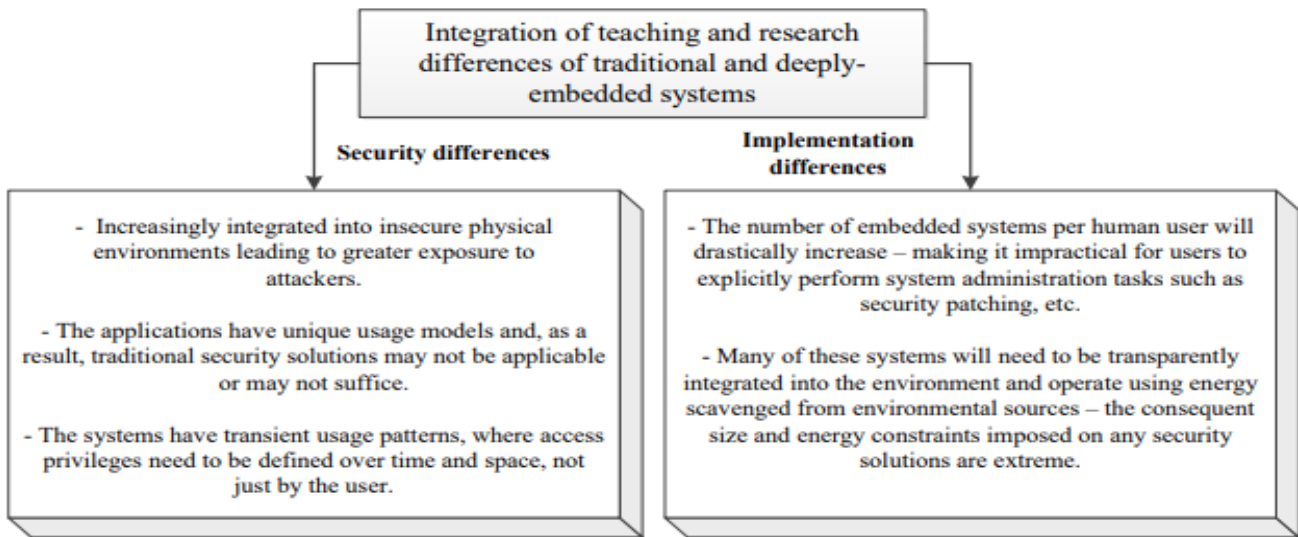 Integration of teaching and research
differences of traditional and deeply-
embedded systems
Security differences
Implementation
differences
- Increasingly integrated into insecure physical
environments leading to greater exposure to
attackers.
- The applications have unique usage models and, as a
result, traditional security solutions may not be applicable
or may not suffice.
- The systems have transient usage patterns, where access
privileges need to be defined over time and space, not
just by the user.
- The number of embedded systems per human user will
drastically increase – making it impractical for users to
explicitly perform system administration tasks such as
security patching, etc.
- Many of these systems will need to be transparently
integrated into the environment and operate using energy
scavenged from environmental sources – the consequent
size and energy constraints imposed on any security
solutions are extreme.